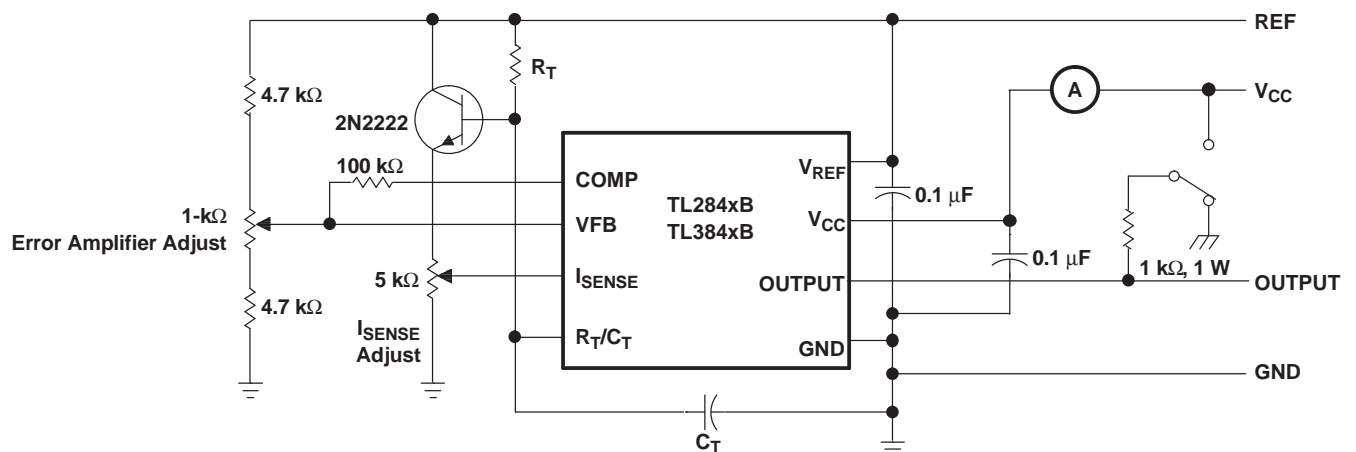 REF
R_T
A
V_CC
4.7 kΩ
2N2222
100 kΩ
COMP
V_REF
0.1 μF
TL284xB
TL384xB
1-kΩ
Error Amplifier Adjust
VFB
V_CC
0.1 μF
1 kΩ, 1 W
5 kΩ
I_SENSE
OUTPUT
OUTPUT
4.7 kΩ
I_SENSE
Adjust
R_T/C_T
GND
GND
C_T